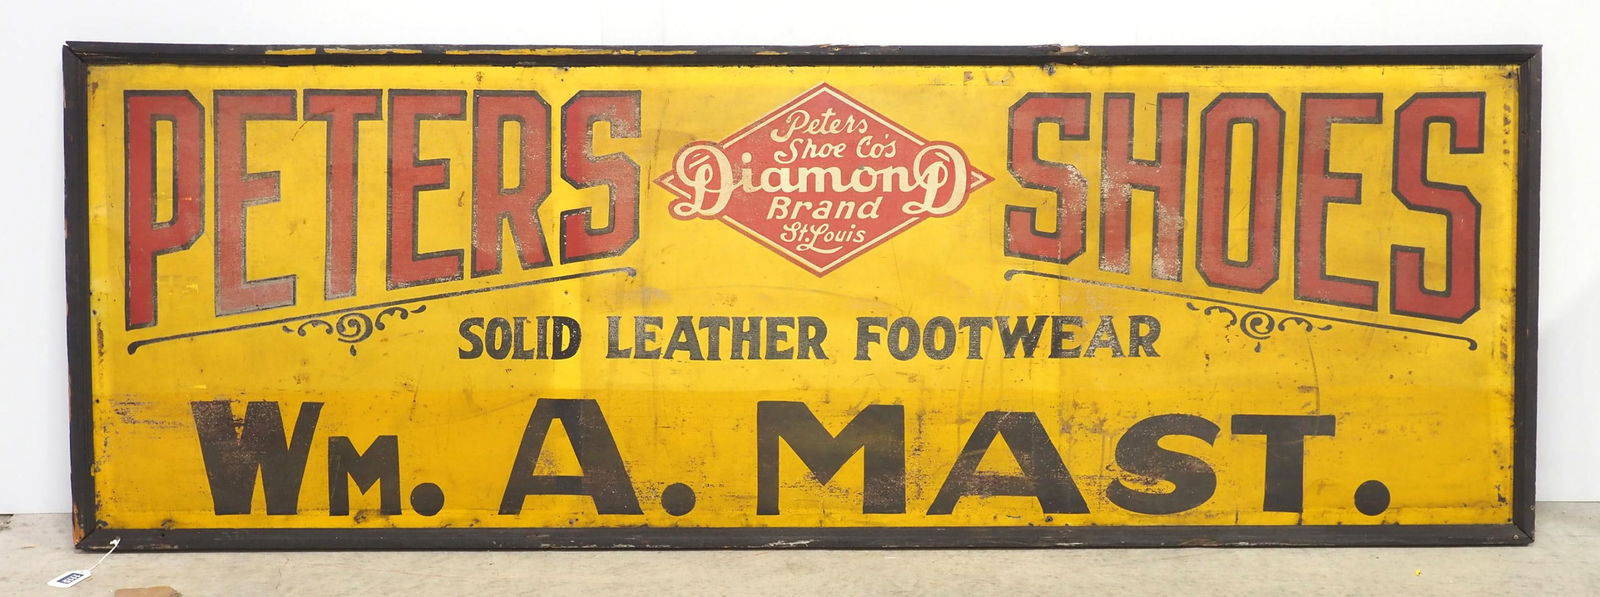 PETERS SHOES
Peters
Shoe Co's
DiamonD
Brand
St. Louis
SOLID LEATHER FOOTWEAR
WM. A. MAST.